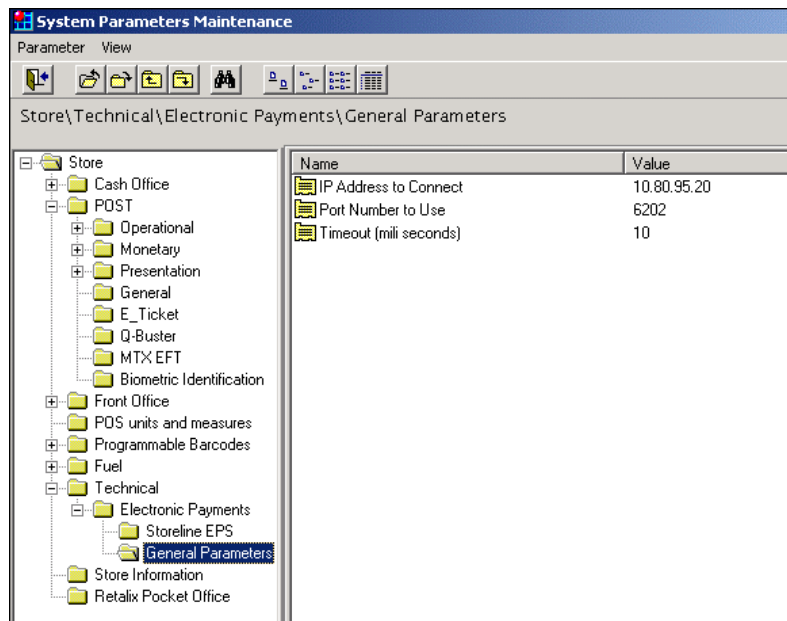 System Parameters Maintenance
Parameter View
Store\Technical\Electronic Payments\General Parameters
Store
Cash Office
POST
Operational
Monetary
Presentation
General
E_Ticket
Q-Buster
MTX EFT
Biometric Identification
Front Office
POS units and measures
Programmable Barcodes
Fuel
Technical
Electronic Payments
Storeline EPS
General Parameters
Store Information
Retalix Pocket Office
Name Value
IP Address to Connect 10.80.95.20
Port Number to Use 6202
Timeout (mili seconds) 10